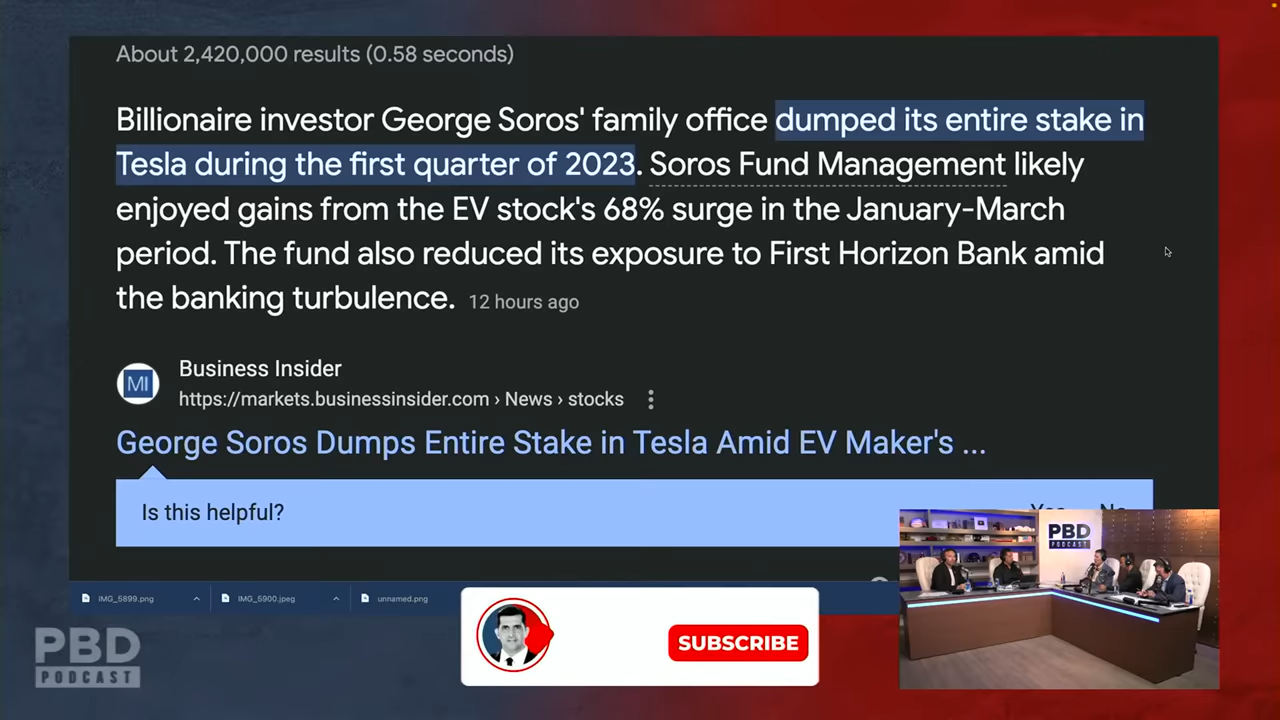 About 2,420,000 results (0.58 seconds)
Billionaire investor George Soros' family office dumped its entire stake in
Tesla during the first quarter of 2023. Soros Fund Management likely
enjoyed gains from the EV stock's 68% surge in the January-March
period. The fund also reduced its exposure to First Horizon Bank amid
the banking turbulence. 12 hours ago
MI
Business Insider
https://markets.businessinsider.com › News › stocks
George Soros Dumps Entire Stake in Tesla Amid EV Maker's ...
Is this helpful?
Yes No
PBD
PODCAST
IMG_5899.png
IMG_5900.jpeg
unnamed.png
SUBSCRIBE
PBD
PODCAST